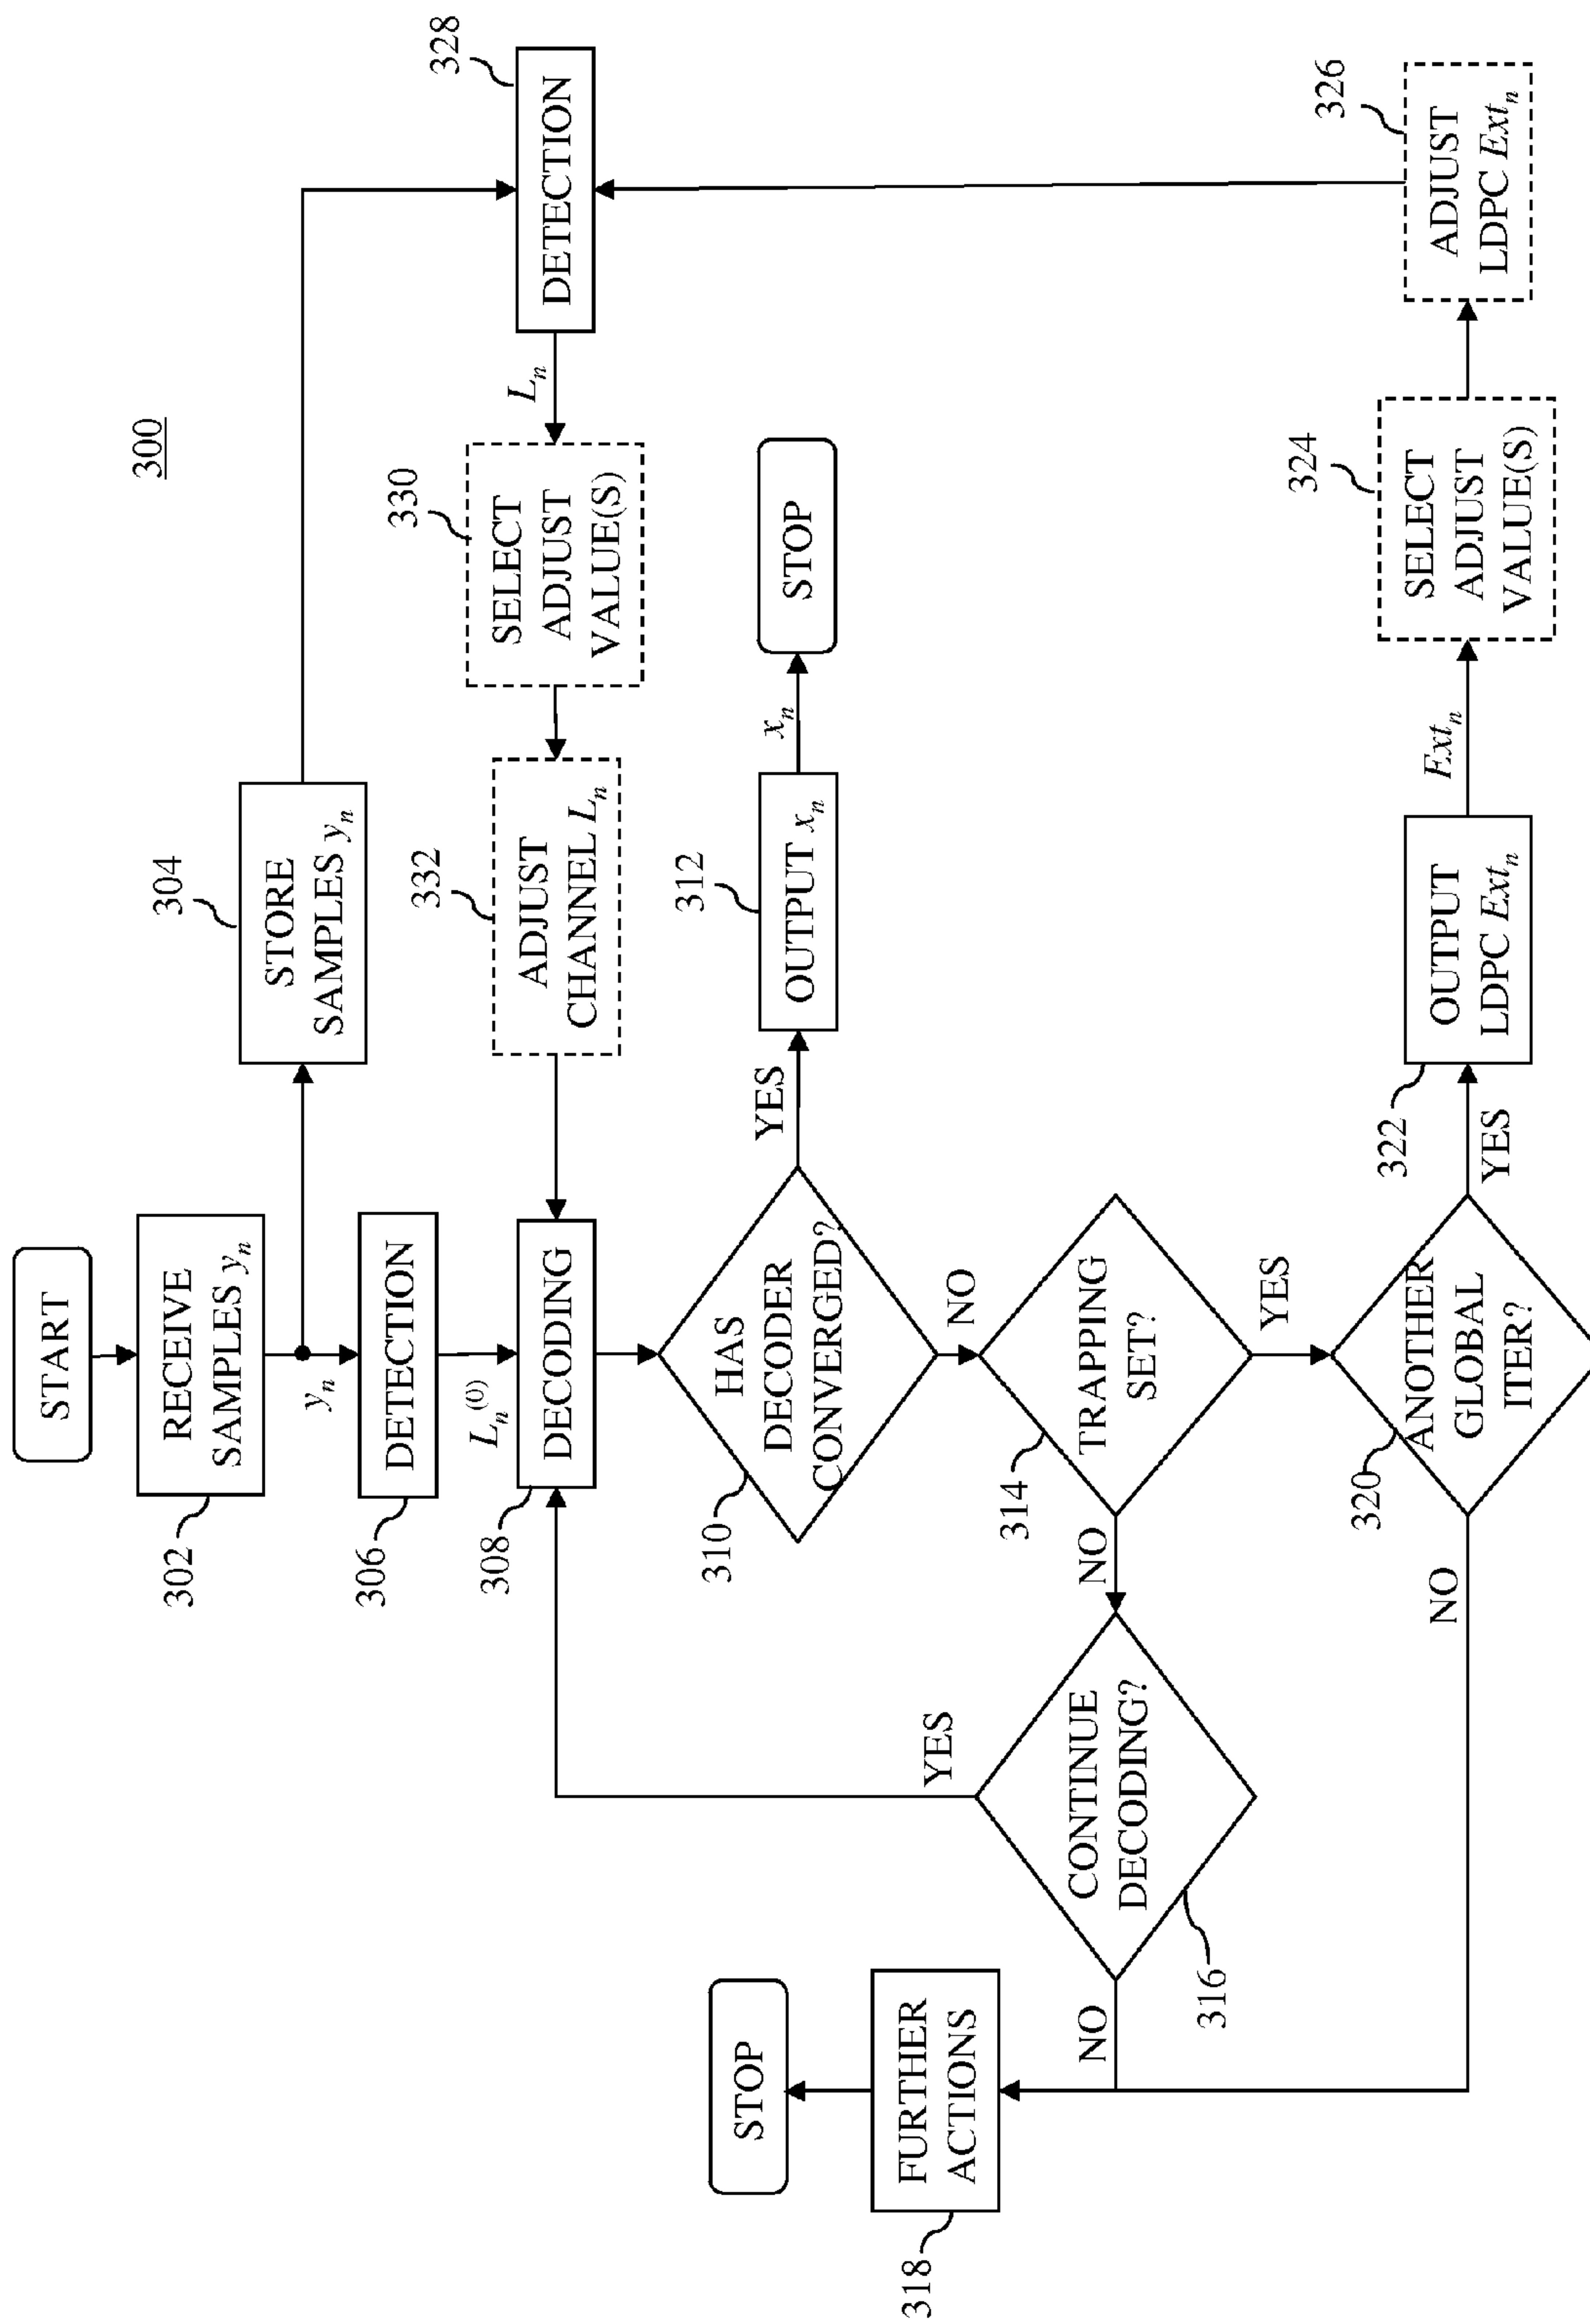 300
START
RECEIVE
SAMPLES yₙ
302
yₙ
STORE
SAMPLES yₙ
304
DETECTION
306
Lₙ⁽⁰⁾
DECODING
308
ADJUST
CHANNEL Lₙ
332
SELECT
ADJUST
VALUE(S)
330
Lₙ
DETECTION
328
HAS
DECODER
CONVERGED?
310
YES
OUTPUT xₙ
312
xₙ
STOP
NO
TRAPPING
SET?
314
NO
CONTINUE
DECODING?
316
YES
NO
FURTHER
ACTIONS
318
STOP
YES
ANOTHER
GLOBAL
ITER?
320
NO
YES
OUTPUT
LDPC Extₙ
322
Extₙ
SELECT
ADJUST
VALUE(S)
324
ADJUST
LDPC Extₙ
326